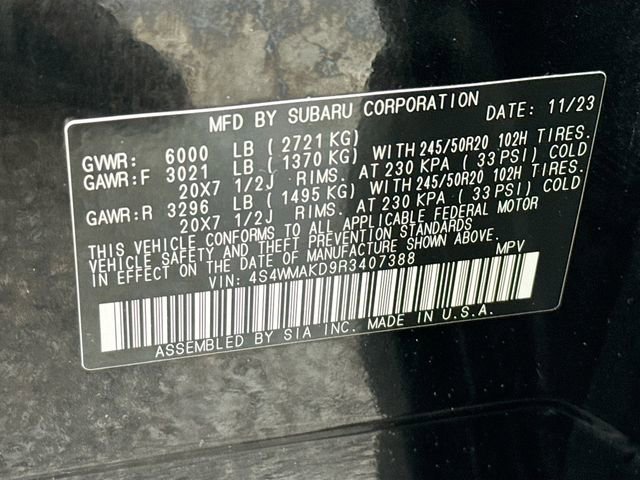 MFD BY SUBARU CORPORATION DATE: 11/23
GVWR: 6000 LB ( 2721 KG)
GAWR:F 3021 LB ( 1370 KG) WITH 245/50R20 102H TIRES.
20X7 1/2J RIMS. AT 230 KPA ( 33 PSI) COLD
GAWR:R 3296 LB ( 1495 KG) WITH 245/50R20 102H TIRES.
20X7 1/2J RIMS. AT 230 KPA ( 33 PSI) COLD
THIS VEHICLE CONFORMS TO ALL APPLICABLE FEDERAL MOTOR
VEHICLE SAFETY AND THEFT PREVENTION STANDARDS
IN EFFECT ON THE DATE OF MANUFACTURE SHOWN ABOVE.
VIN: 4S4WMAKD9R3407388 MPV
ASSEMBLED BY SIA INC. MADE IN U.S.A.